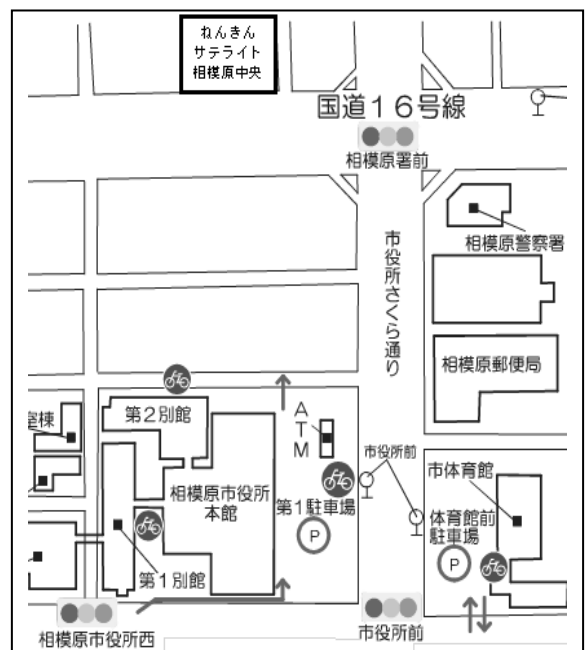 ねんきん
サテライト
相模原中央
国道１６号線
相模原署前
相模原警察署
市役所さくら通り
相模原郵便局
第２別館
室棟
ATM
市役所前
市体育館
相模原市役所
本館
第１駐車場
P
体育館前
駐車場
P
第１別館
相模原市役所西
市役所前